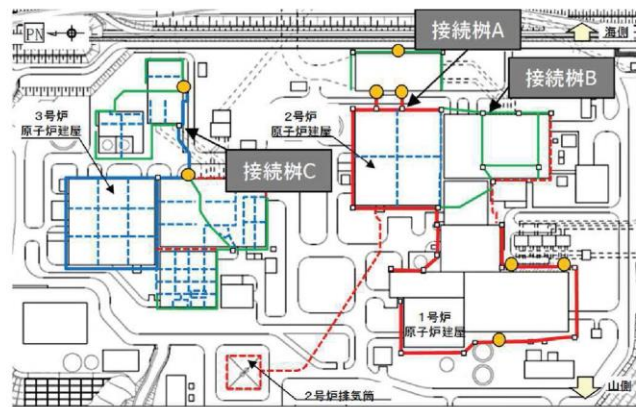 PN
接続桝A
海側
接続桝B
3号炉
原子炉建屋
2号炉
原子炉建屋
接続桝C
1号炉
原子炉建屋
2号炉排気筒
山側